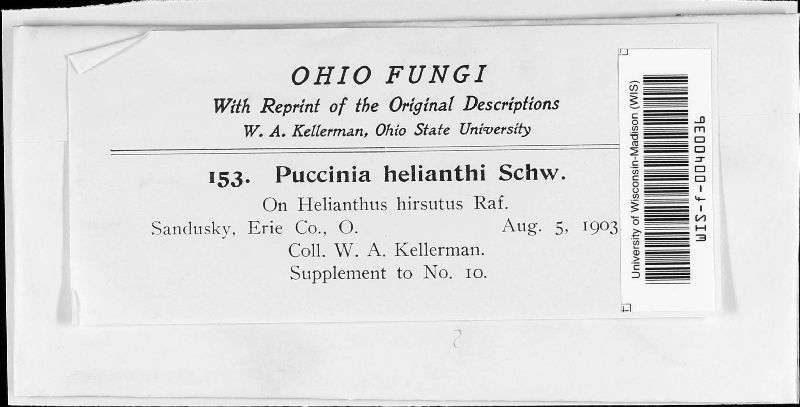 OHIO FUNGI
With Reprint of the Original Descriptions
W. A. Kellerman, Ohio State University
153. Puccinia helianthi Schw.
On Helianthus hirsutus Raf.
Sandusky, Erie Co., O. Aug. 5, 1903
Coll. W. A. Kellerman.
Supplement to No. 10.
University of Wisconsin-Madison (WIS)
WIS-f-0040036